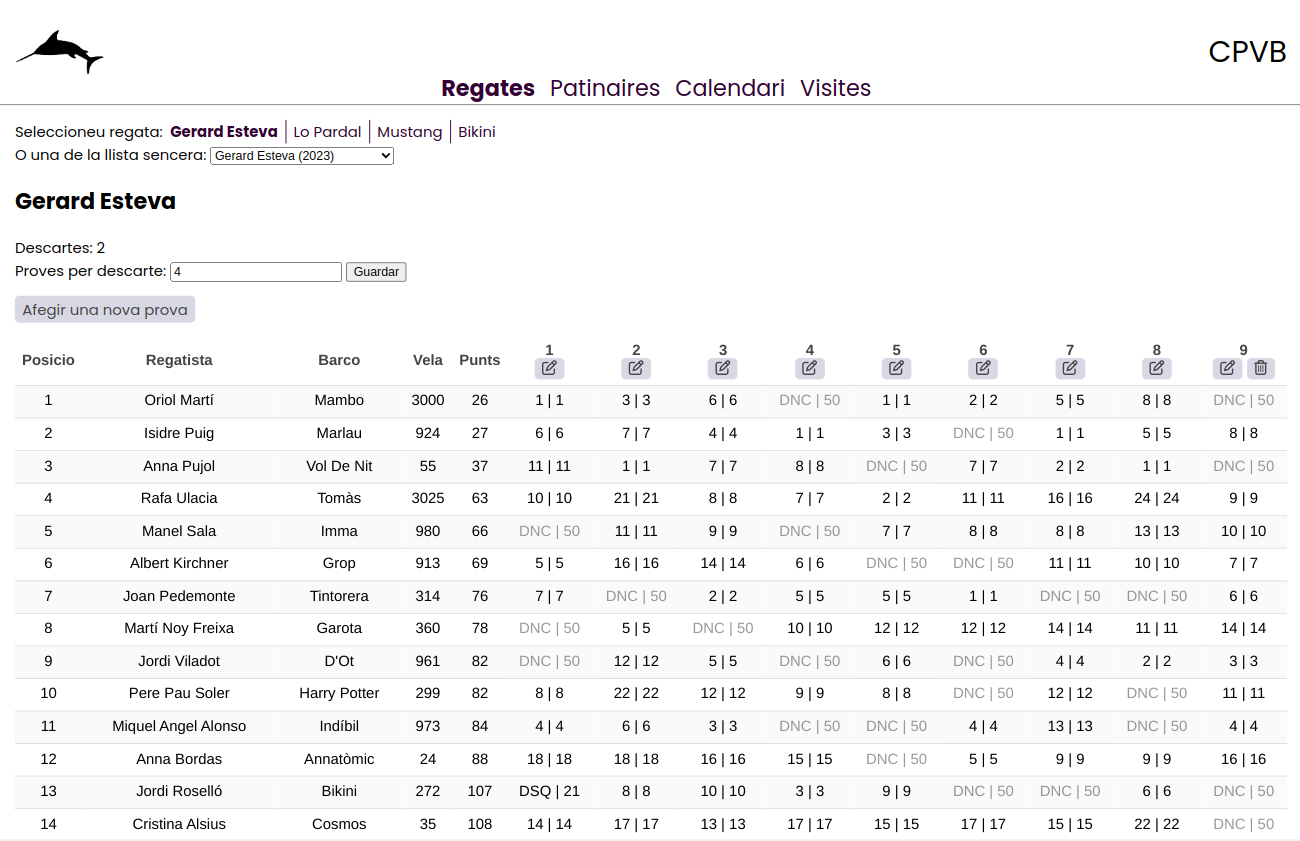 CPVB
Regates Patinaires Calendari Visites
Seleccioneu regata: Gerard Esteva Lo Pardal Mustang Bikini
O una de la llista sencera: Gerard Esteva (2023)
Gerard Esteva
Descartes: 2
Proves per descarte: 4 Guardar
Afegir una nova prova
Posicio Regatista Barco Vela Punts 1 2 3 4 5 6 7 8 9
1 Oriol Martí Mambo 3000 26 1 | 1 3 | 3 6 | 6 DNC | 50 1 | 1 2 | 2 5 | 5 8 | 8 DNC | 50
2 Isidre Puig Marlau 924 27 6 | 6 7 | 7 4 | 4 1 | 1 3 | 3 DNC | 50 1 | 1 5 | 5 8 | 8
3 Anna Pujol Vol De Nit 55 37 11 | 11 1 | 1 7 | 7 8 | 8 DNC | 50 7 | 7 2 | 2 1 | 1 DNC | 50
4 Rafa Ulacia Tomàs 3025 63 10 | 10 21 | 21 8 | 8 7 | 7 2 | 2 11 | 11 16 | 16 24 | 24 9 | 9
5 Manel Sala Imma 980 66 DNC | 50 11 | 11 9 | 9 DNC | 50 7 | 7 8 | 8 8 | 8 13 | 13 10 | 10
6 Albert Kirchner Grop 913 69 5 | 5 16 | 16 14 | 14 6 | 6 DNC | 50 DNC | 50 11 | 11 10 | 10 7 | 7
7 Joan Pedemonte Tintorera 314 76 7 | 7 DNC | 50 2 | 2 5 | 5 5 | 5 1 | 1 DNC | 50 DNC | 50 6 | 6
8 Martí Noy Freixa Garota 360 78 DNC | 50 5 | 5 DNC | 50 10 | 10 12 | 12 12 | 12 14 | 14 11 | 11 14 | 14
9 Jordi Viladot D'Ot 961 82 DNC | 50 12 | 12 5 | 5 DNC | 50 6 | 6 DNC | 50 4 | 4 2 | 2 3 | 3
10 Pere Pau Soler Harry Potter 299 82 8 | 8 22 | 22 12 | 12 9 | 9 8 | 8 DNC | 50 12 | 12 DNC | 50 11 | 11
11 Miquel Angel Alonso Indíbil 973 84 4 | 4 6 | 6 3 | 3 DNC | 50 DNC | 50 4 | 4 13 | 13 DNC | 50 4 | 4
12 Anna Bordas Annatòmic 24 88 18 | 18 18 | 18 16 | 16 15 | 15 DNC | 50 5 | 5 9 | 9 9 | 9 16 | 16
13 Jordi Roselló Bikini 272 107 DSQ | 21 8 | 8 10 | 10 3 | 3 9 | 9 DNC | 50 DNC | 50 6 | 6 DNC | 50
14 Cristina Alsius Cosmos 35 108 14 | 14 17 | 17 13 | 13 17 | 17 15 | 15 17 | 17 15 | 15 22 | 22 DNC | 50